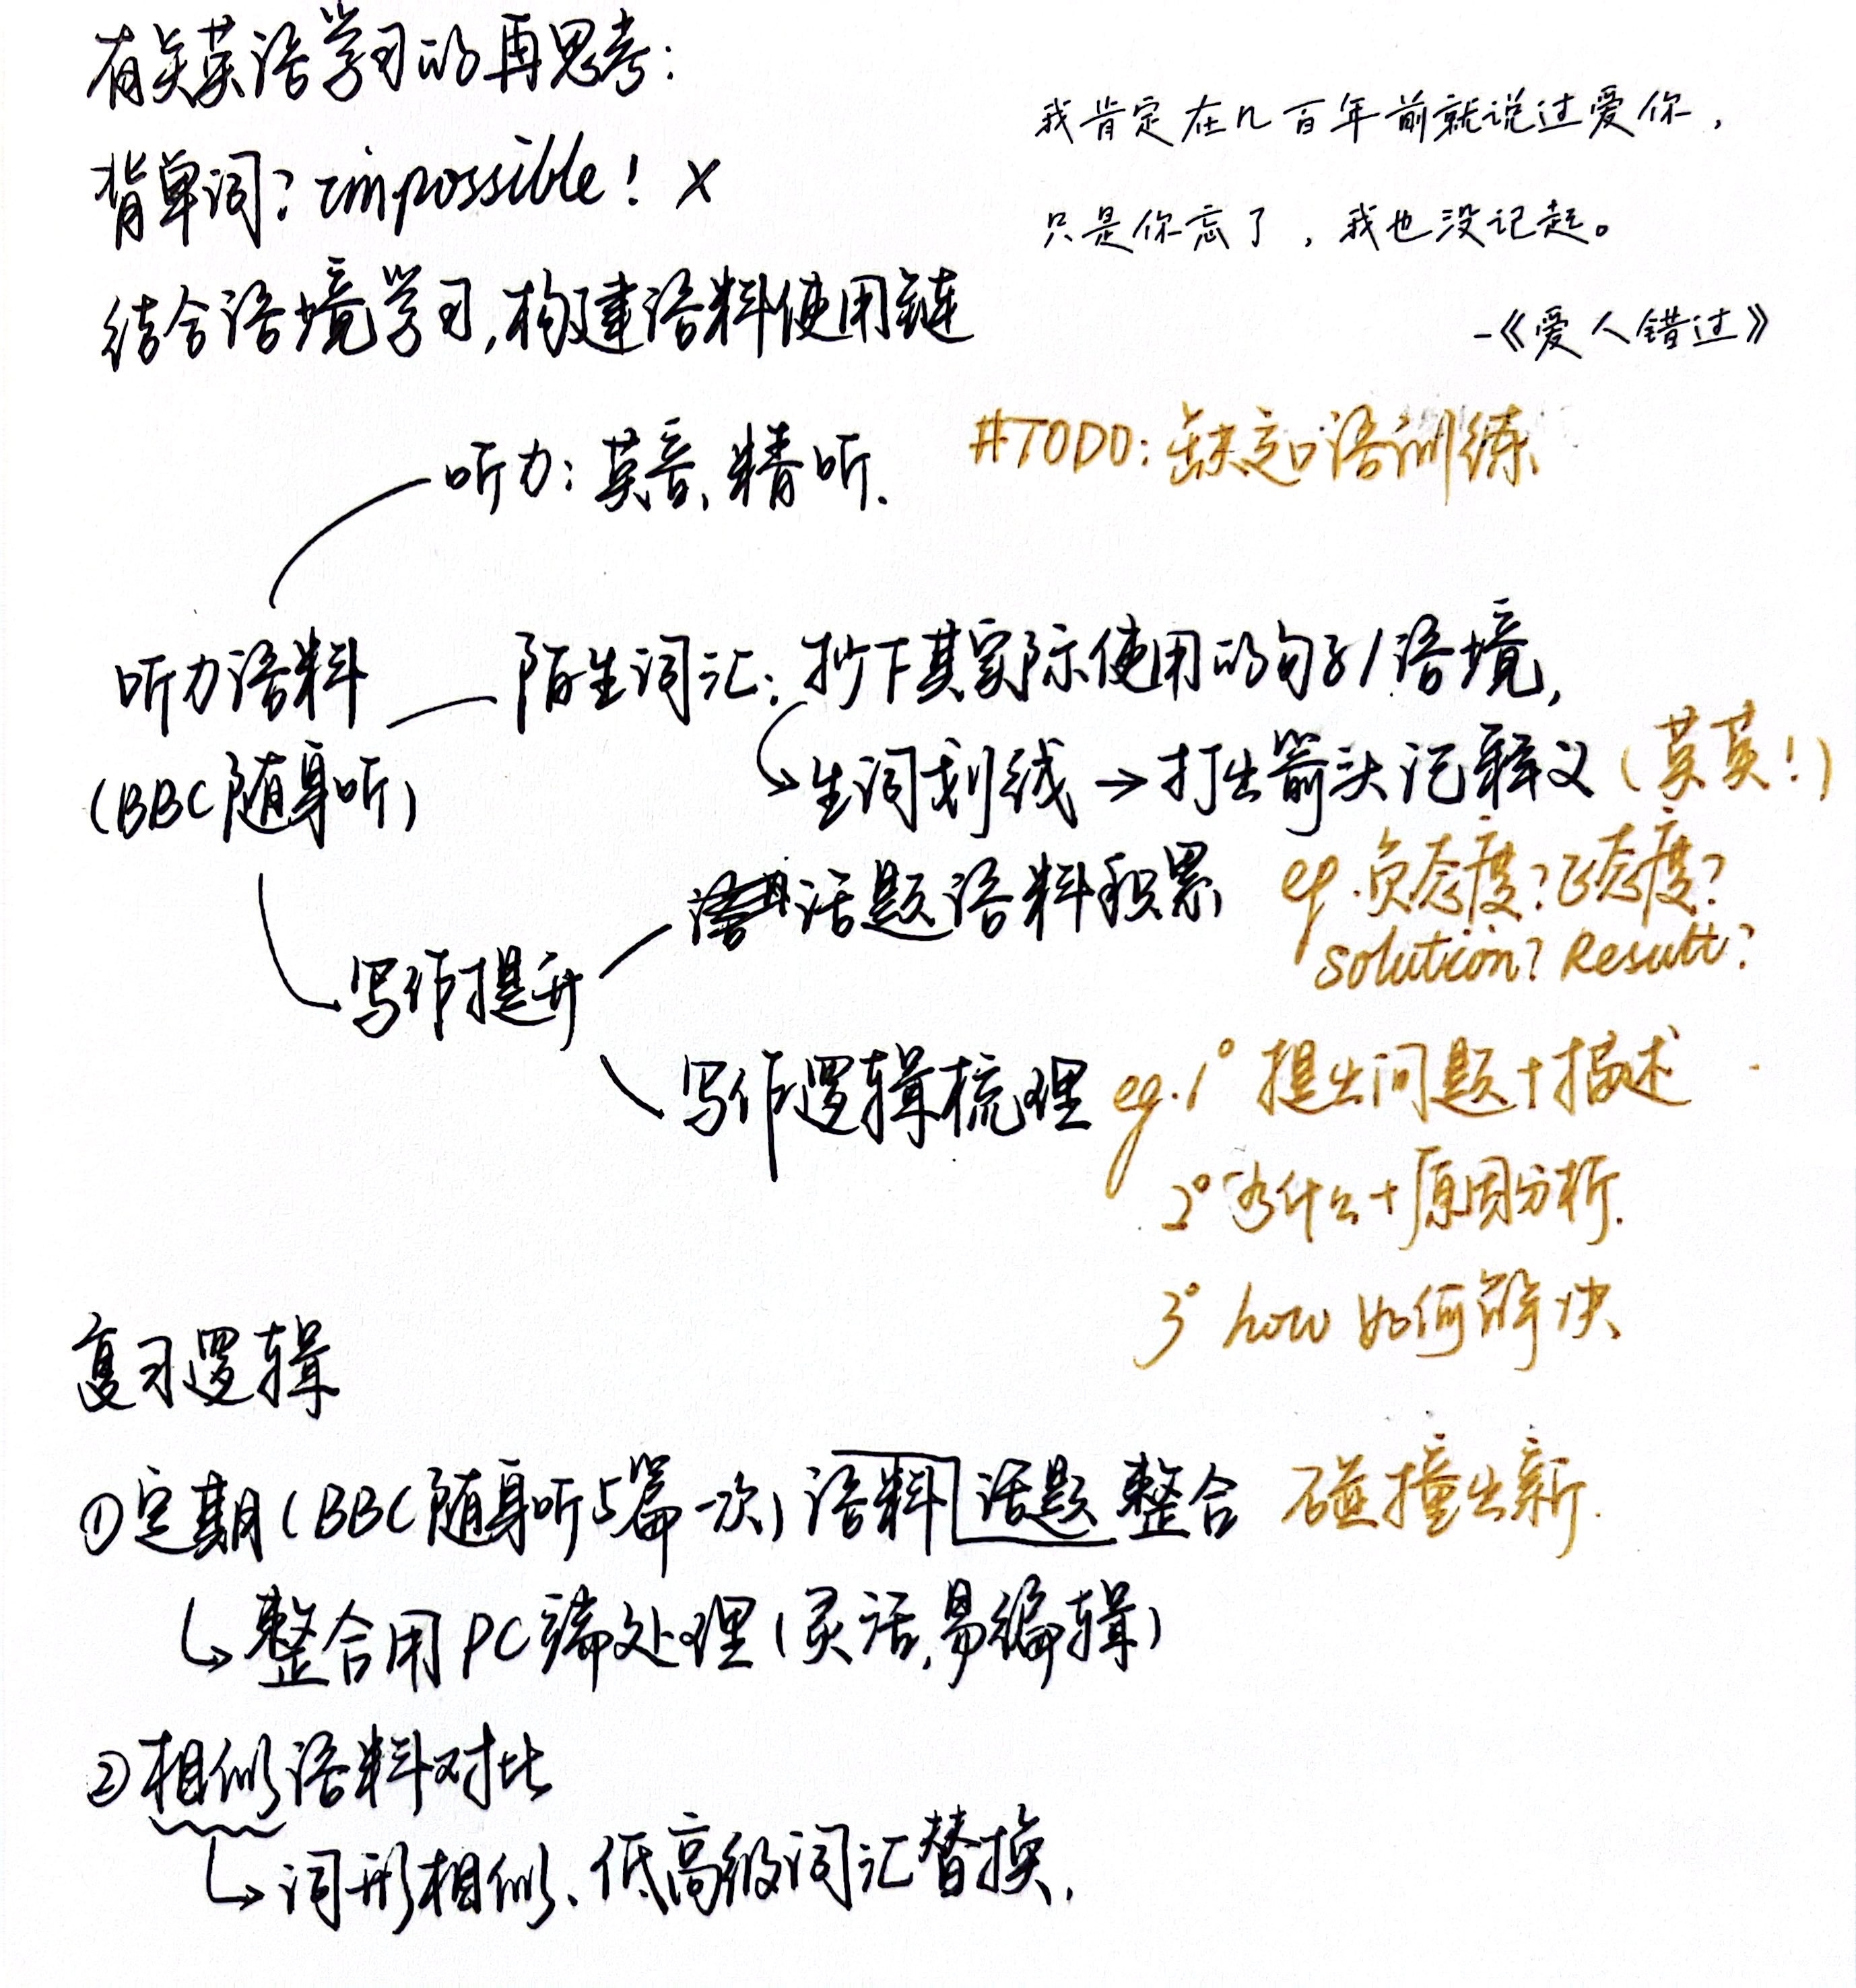 有关英语学习的再思考：
我肯定在几百年前就说过爱你，
背单词？impossible！×
只是你忘了，我也没记起。
结合语境学习，构建语料使用链
-《爱人错过》
#TODO：缺定口语训练
听力：英音、精听.
听力语料
陌生词汇：抄下其实际使用的句子/语境,
(BBC随身听)
生词划线→打出箭头记释义(英英!)
话题语料积累 eg.负态度？正态度？
solution? Result?
写作提升
写作逻辑梳理 eg.1° 提出问题+描述
2° 为什么+原因分析.
3° how 如何解决
复习逻辑
①定期(BBC随身听5篇一次)语料 话题 整合 碰撞出新.
↳整合用PC端处理(灵活,易编辑)
②相似语料对比
↳词形相似、低高级词汇替换.